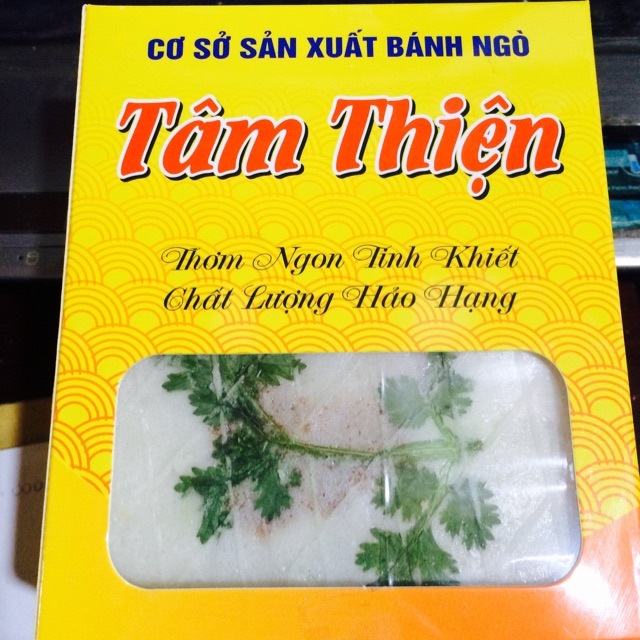 CƠ SỞ SẢN XUẤT BÁNH NGÒ
Tâm Thiện
Thơm Ngon Tinh Khiết
Chất Lượng Hảo Hạng